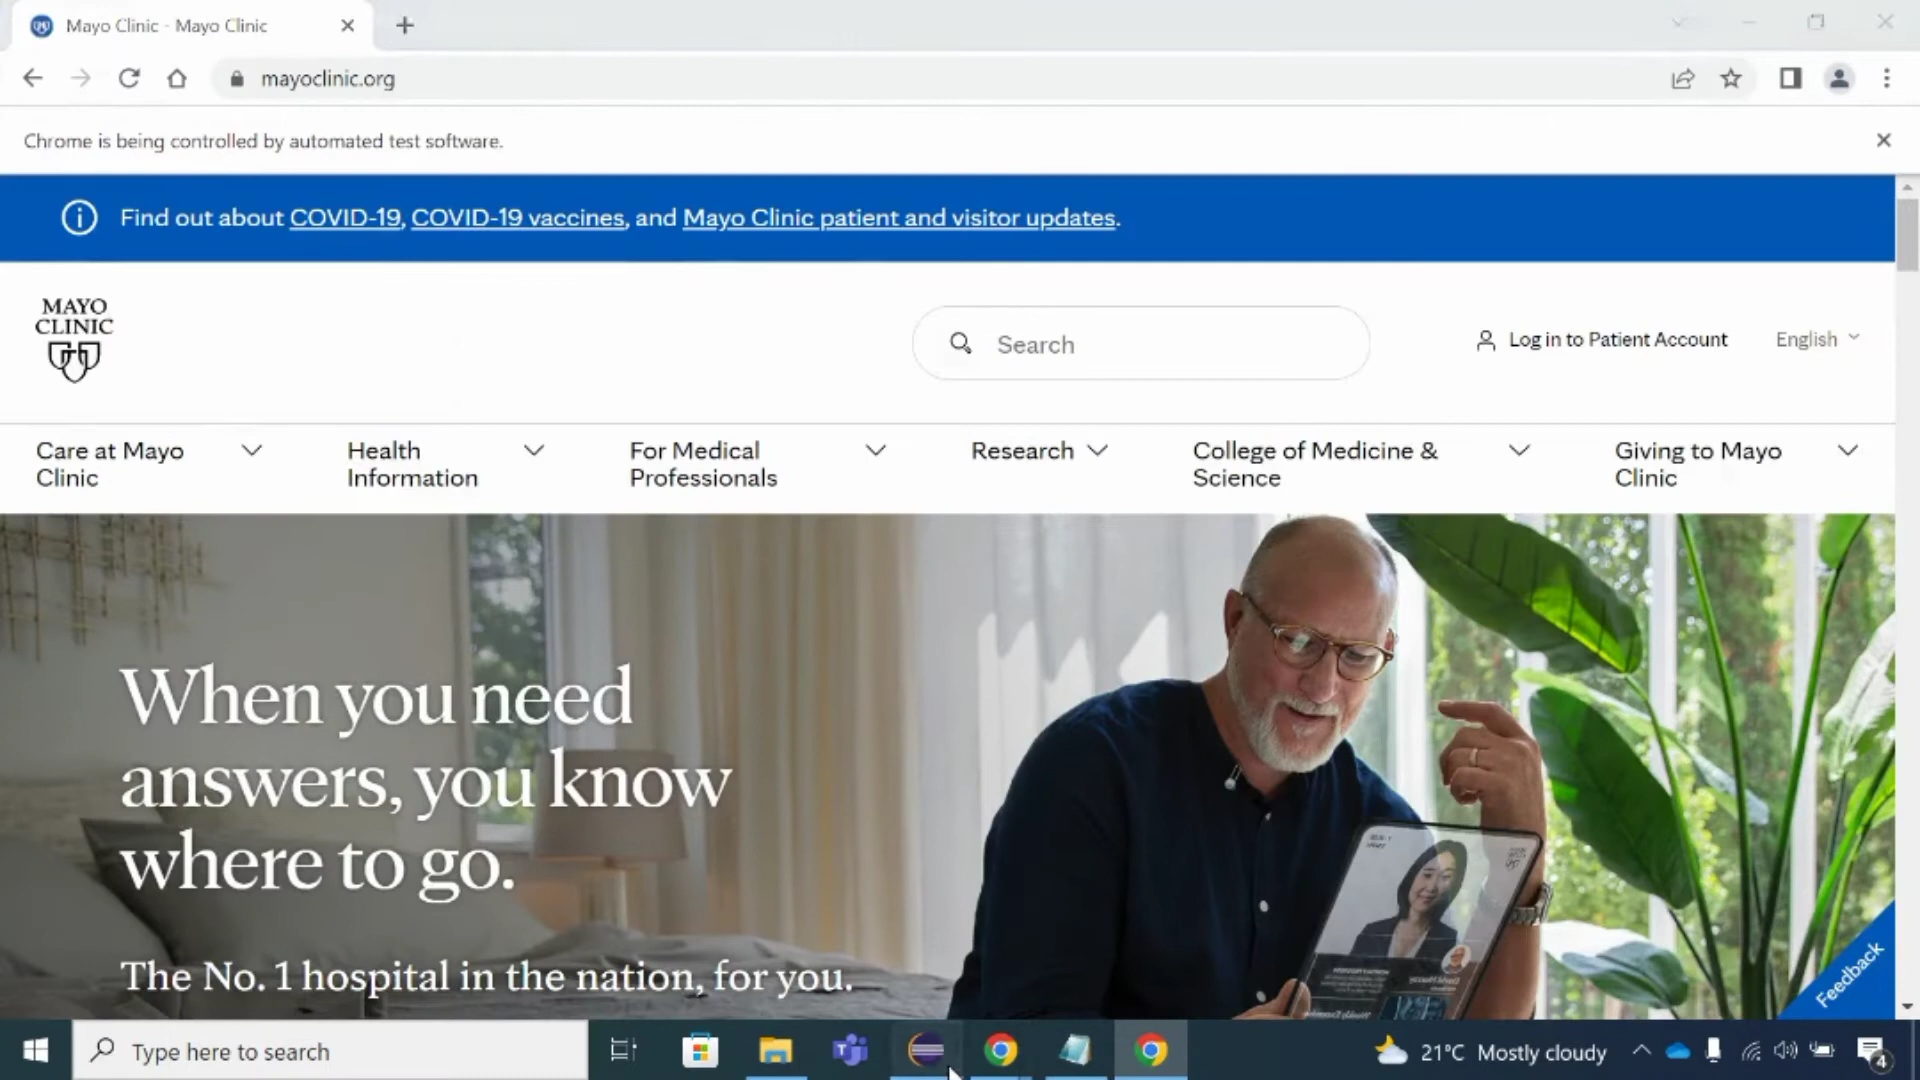 Mayo Clinic - Mayo Clinic
mayoclinic.org
Chrome is being controlled by automated test software.
Find out about COVID-19, COVID-19 vaccines, and Mayo Clinic patient and visitor updates.
MAYO
CLINIC
Search
Log in to Patient Account
English
Care at Mayo
Clinic
Health
Information
For Medical
Professionals
Research
College of Medicine &
Science
Giving to Mayo
Clinic
When you need
answers, you know
where to go.
The No. 1 hospital in the nation, for you.
Feedback
Type here to search
21°C Mostly cloudy
4